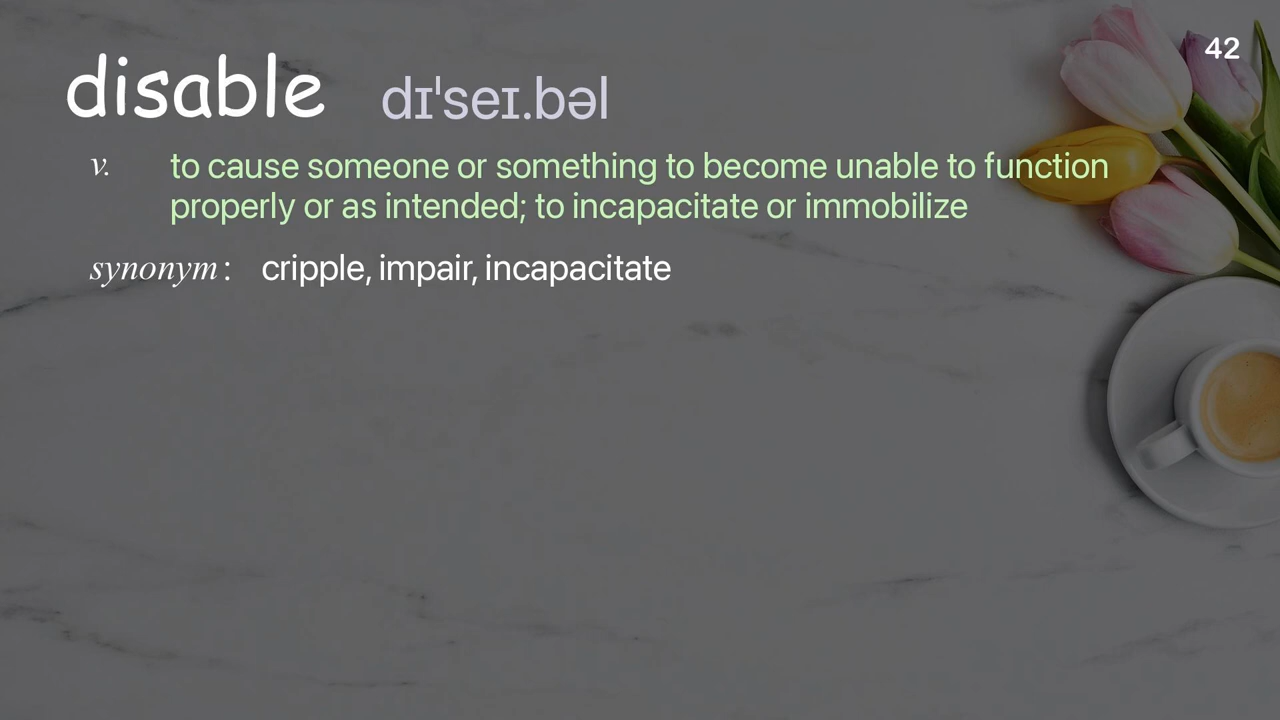 42
disable dɪˈseɪ.bəl
v. to cause someone or something to become unable to function
properly or as intended; to incapacitate or immobilize
synonym: cripple, impair, incapacitate